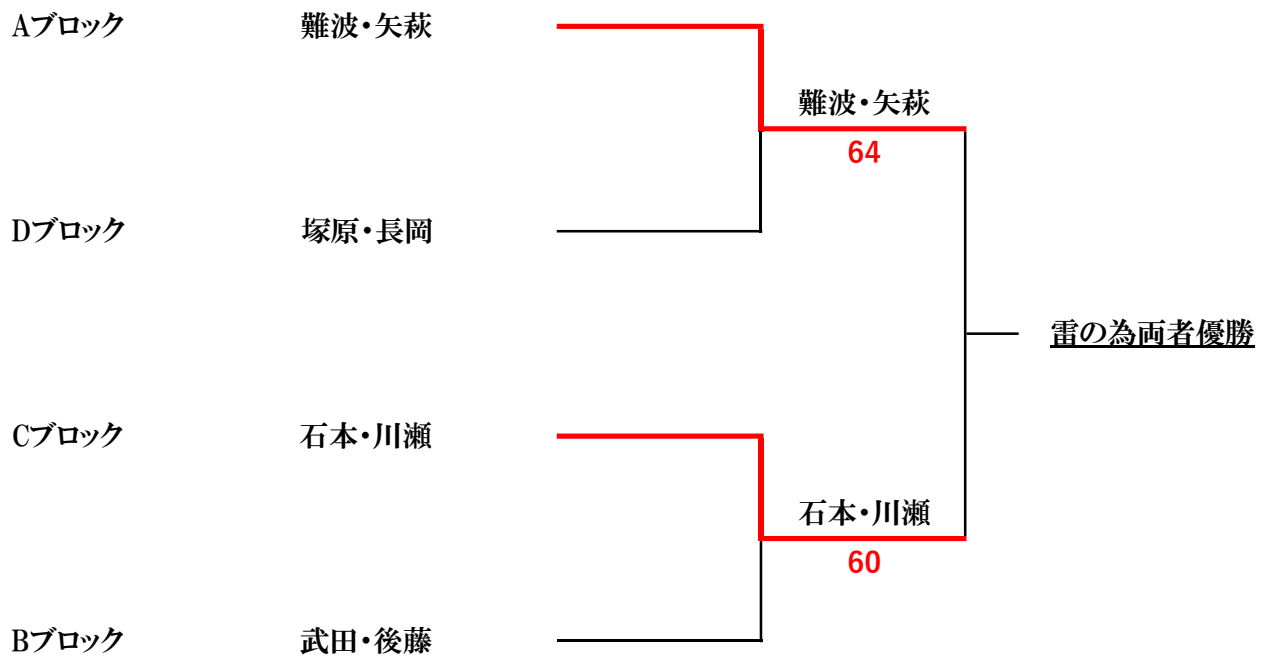 Aブロック 難波・矢萩
難波・矢萩
64
Dブロック 塚原・長岡
雷の為両者優勝
Cブロック 石本・川瀬
石本・川瀬
60
Bブロック 武田・後藤